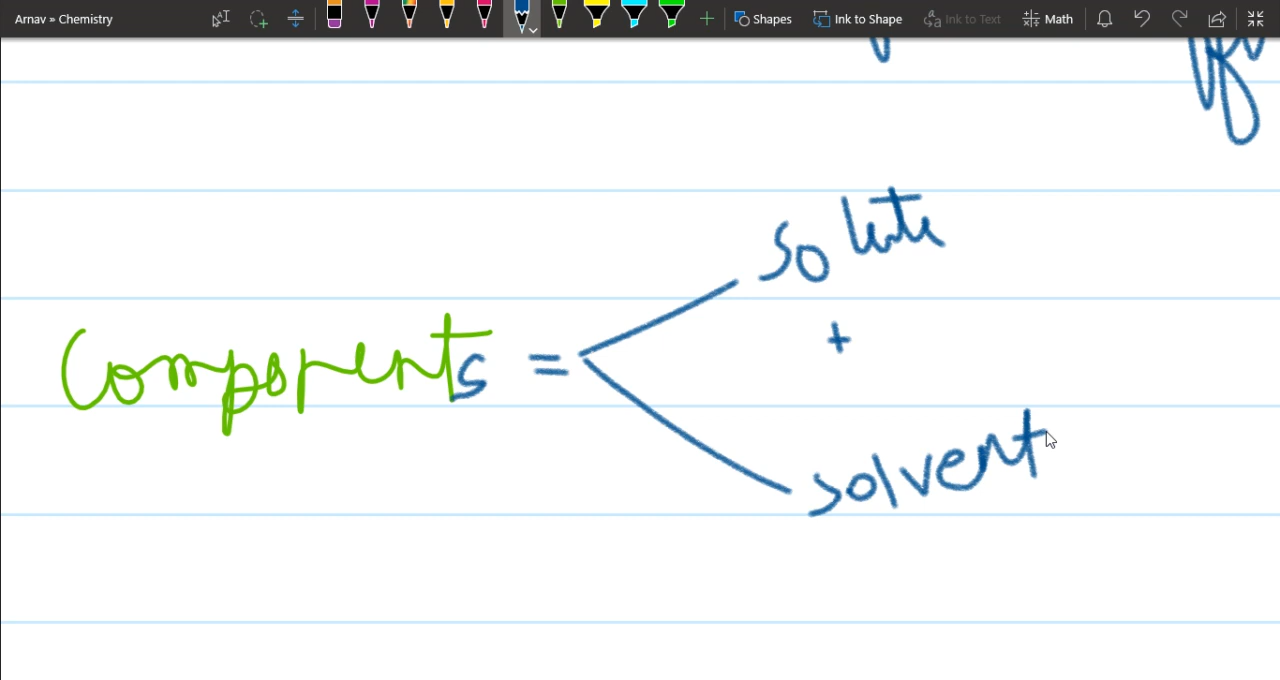 Arnav » Chemistry
Shapes
Ink to Shape
Ink to Text
Math
solute
+
Components =
solvent